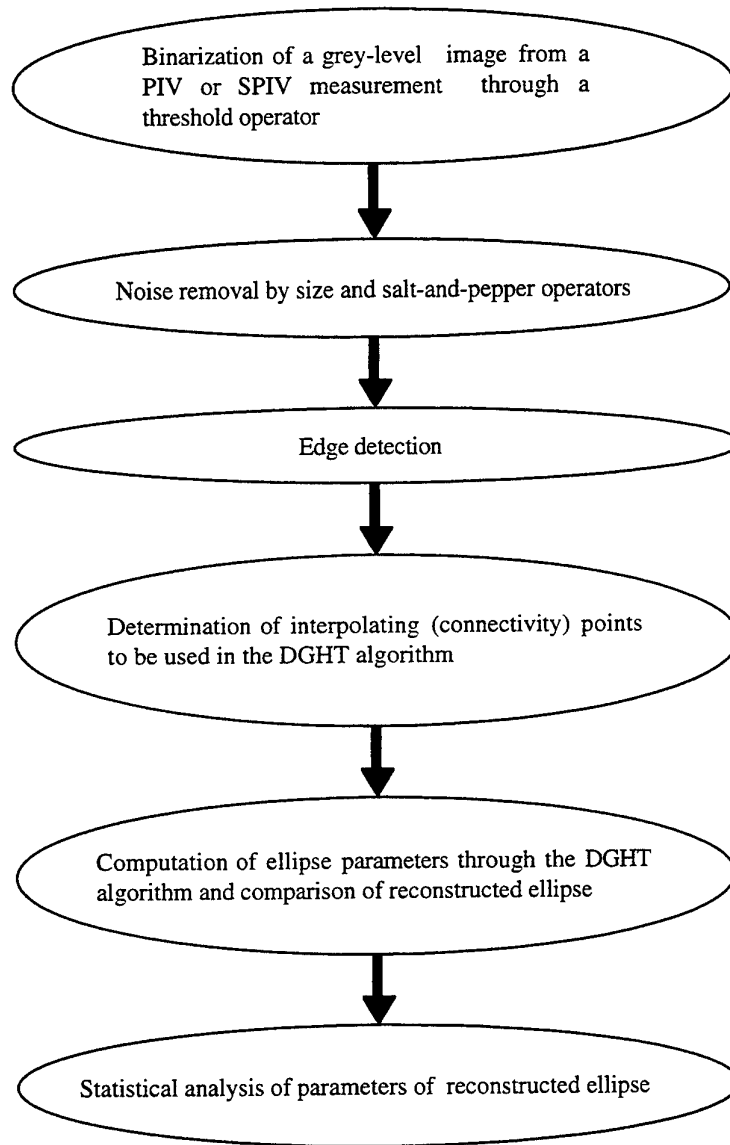 Binarization of a grey-level image from a
PIV or SPIV measurement through a
threshold operator
Noise removal by size and salt-and-pepper operators
Edge detection
Determination of interpolating (connectivity) points
to be used in the DGHT algorithm
Computation of ellipse parameters through the DGHT
algorithm and comparison of reconstructed ellipse
Statistical analysis of parameters of reconstructed ellipse